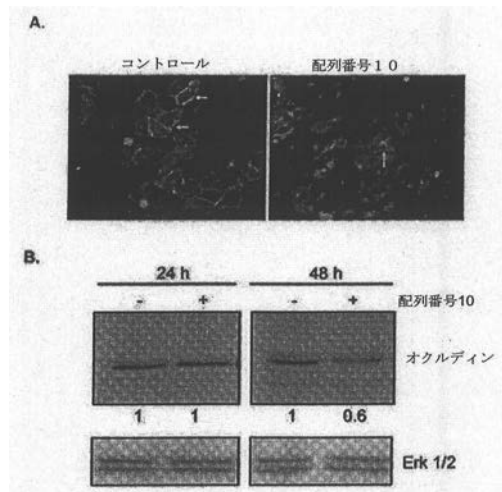 A.
コントロール 配列番号１０
B.
24 h 48 h
- + - + 配列番号10
オクルディン
1 1 1 0.6
Erk 1/2